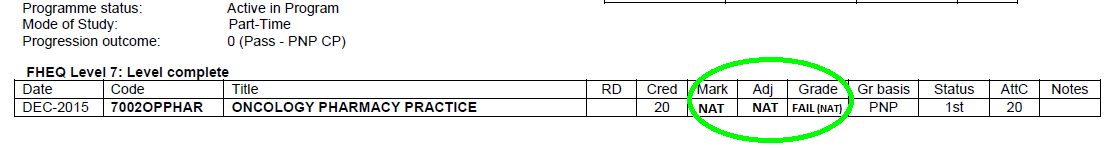 Programme status: Active in Program
Mode of Study: Part-Time
Progression outcome: 0 (Pass - PNP CP)
FHEQ Level 7: Level complete
Date Code Title RD Cred Mark Adj Grade Gr basis Status AttC Notes
DEC-2015 7002OPPHAR ONCOLOGY PHARMACY PRACTICE 20 NAT NAT FAIL (NAT) PNP 1st 20